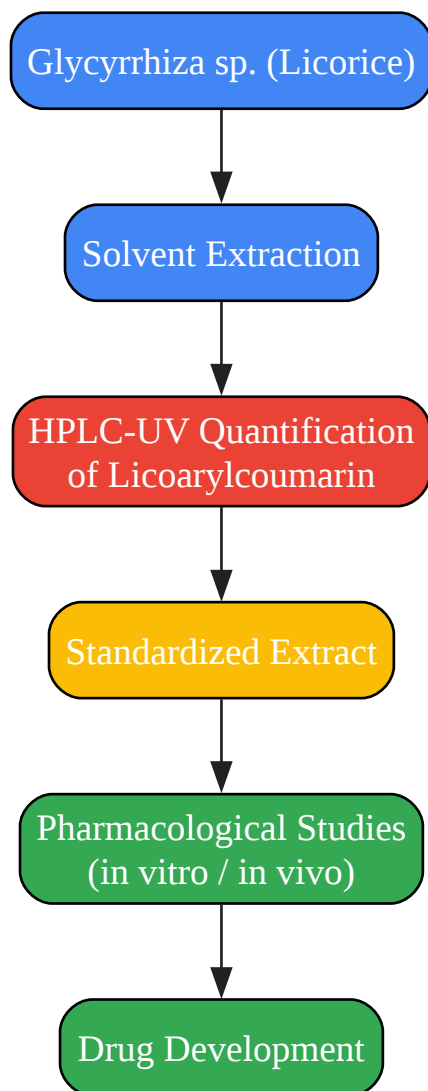 Glycyrrhiza sp. (Licorice)
Solvent Extraction
HPLC-UV Quantification
of Licoarylcoumarin
Standardized Extract
Pharmacological Studies
(in vitro / in vivo)
Drug Development